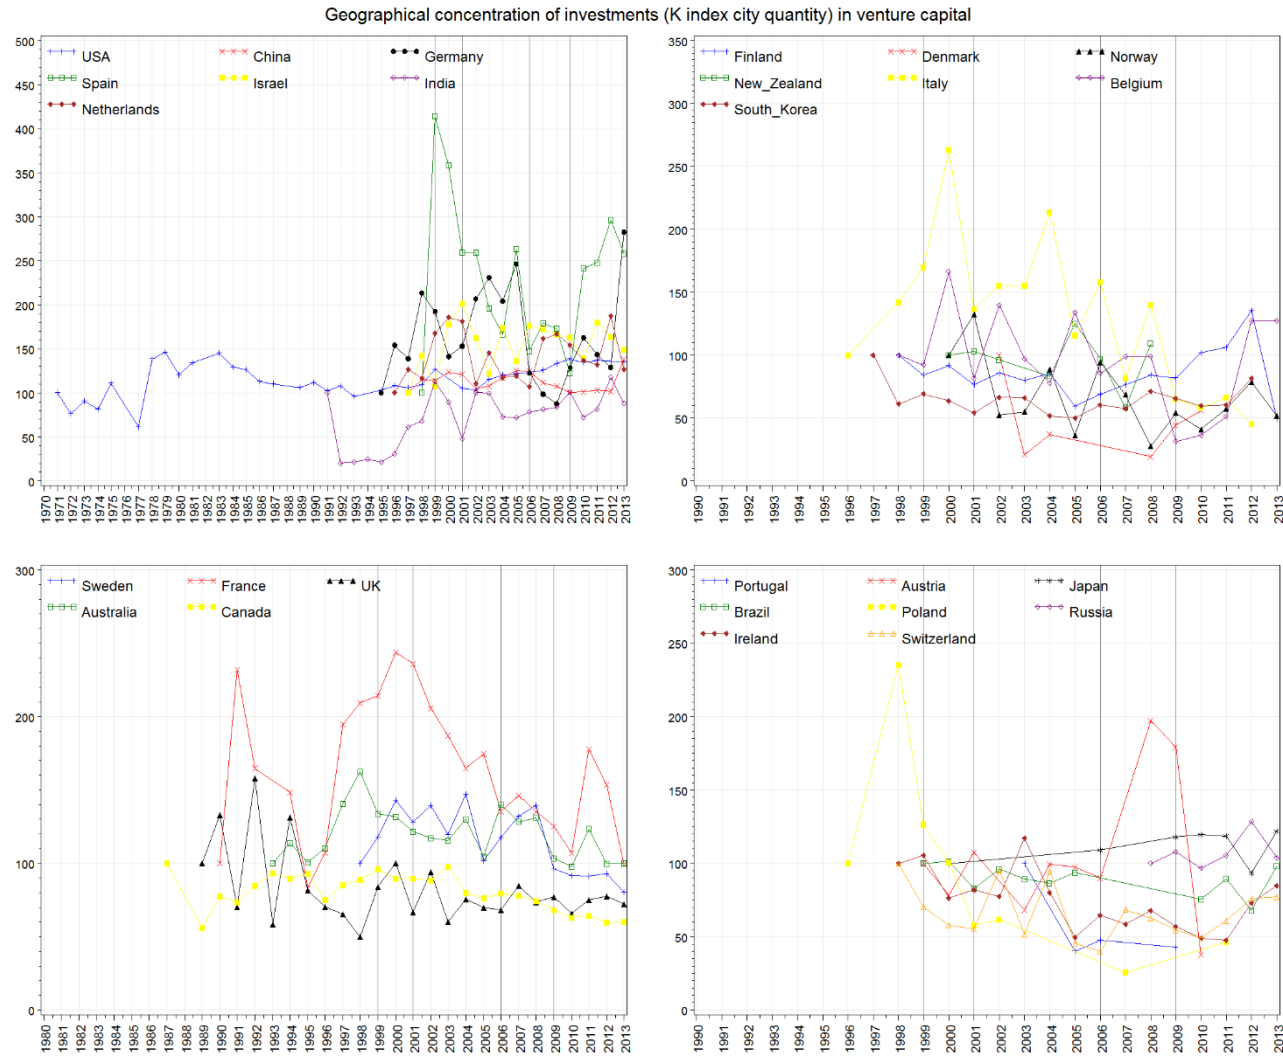 Geographical concentration of investments (K index city quantity) in venture capital
USA China Germany
Spain Israel India
Netherlands
500
450
400
350
300
250
200
150
100
50
0
1970 1971 1972 1973 1974 1975 1976 1977 1978 1979 1980 1981 1982 1983 1984 1985 1986 1987 1988 1989 1990 1991 1992 1993 1994 1995 1996 1997 1998 1999 2000 2001 2002 2003 2004 2005 2006 2007 2008 2009 2010 2011 2012 2013
Finland Denmark Norway
New_Zealand Italy Belgium
South_Korea
350
300
250
200
150
100
50
0
1990 1991 1992 1993 1994 1995 1996 1997 1998 1999 2000 2001 2002 2003 2004 2005 2006 2007 2008 2009 2010 2011 2012 2013
Sweden France UK
Australia Canada
300
200
100
0
1980 1981 1982 1983 1984 1985 1986 1987 1988 1989 1990 1991 1992 1993 1994 1995 1996 1997 1998 1999 2000 2001 2002 2003 2004 2005 2006 2007 2008 2009 2010 2011 2012 2013
Portugal Austria Japan
Brazil Poland Russia
Ireland Switzerland
300
250
200
150
100
50
0
1990 1991 1992 1993 1994 1995 1996 1997 1998 1999 2000 2001 2002 2003 2004 2005 2006 2007 2008 2009 2010 2011 2012 2013